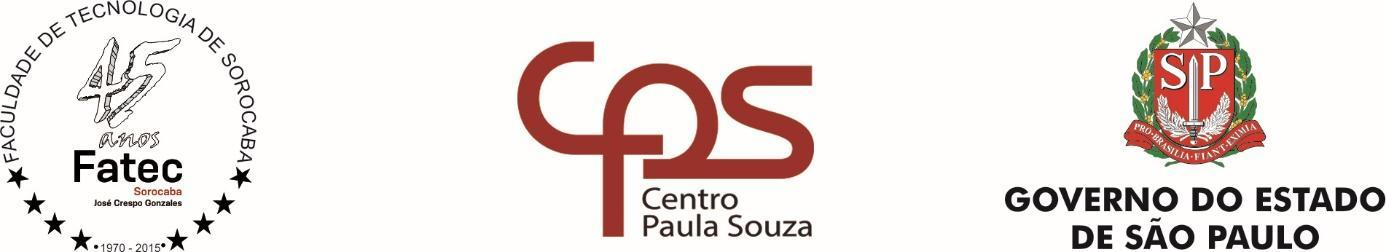 FACULDADE DE TECNOLOGIA DE SOROCABA
45
anos
Fatec
Sorocaba
José Crespo Gonzales
• 1970 - 2015 •
cps
Centro
Paula Souza
SP
PRO·BRASILIA·FIANT·EXIMIA
GOVERNO DO ESTADO
DE SÃO PAULO